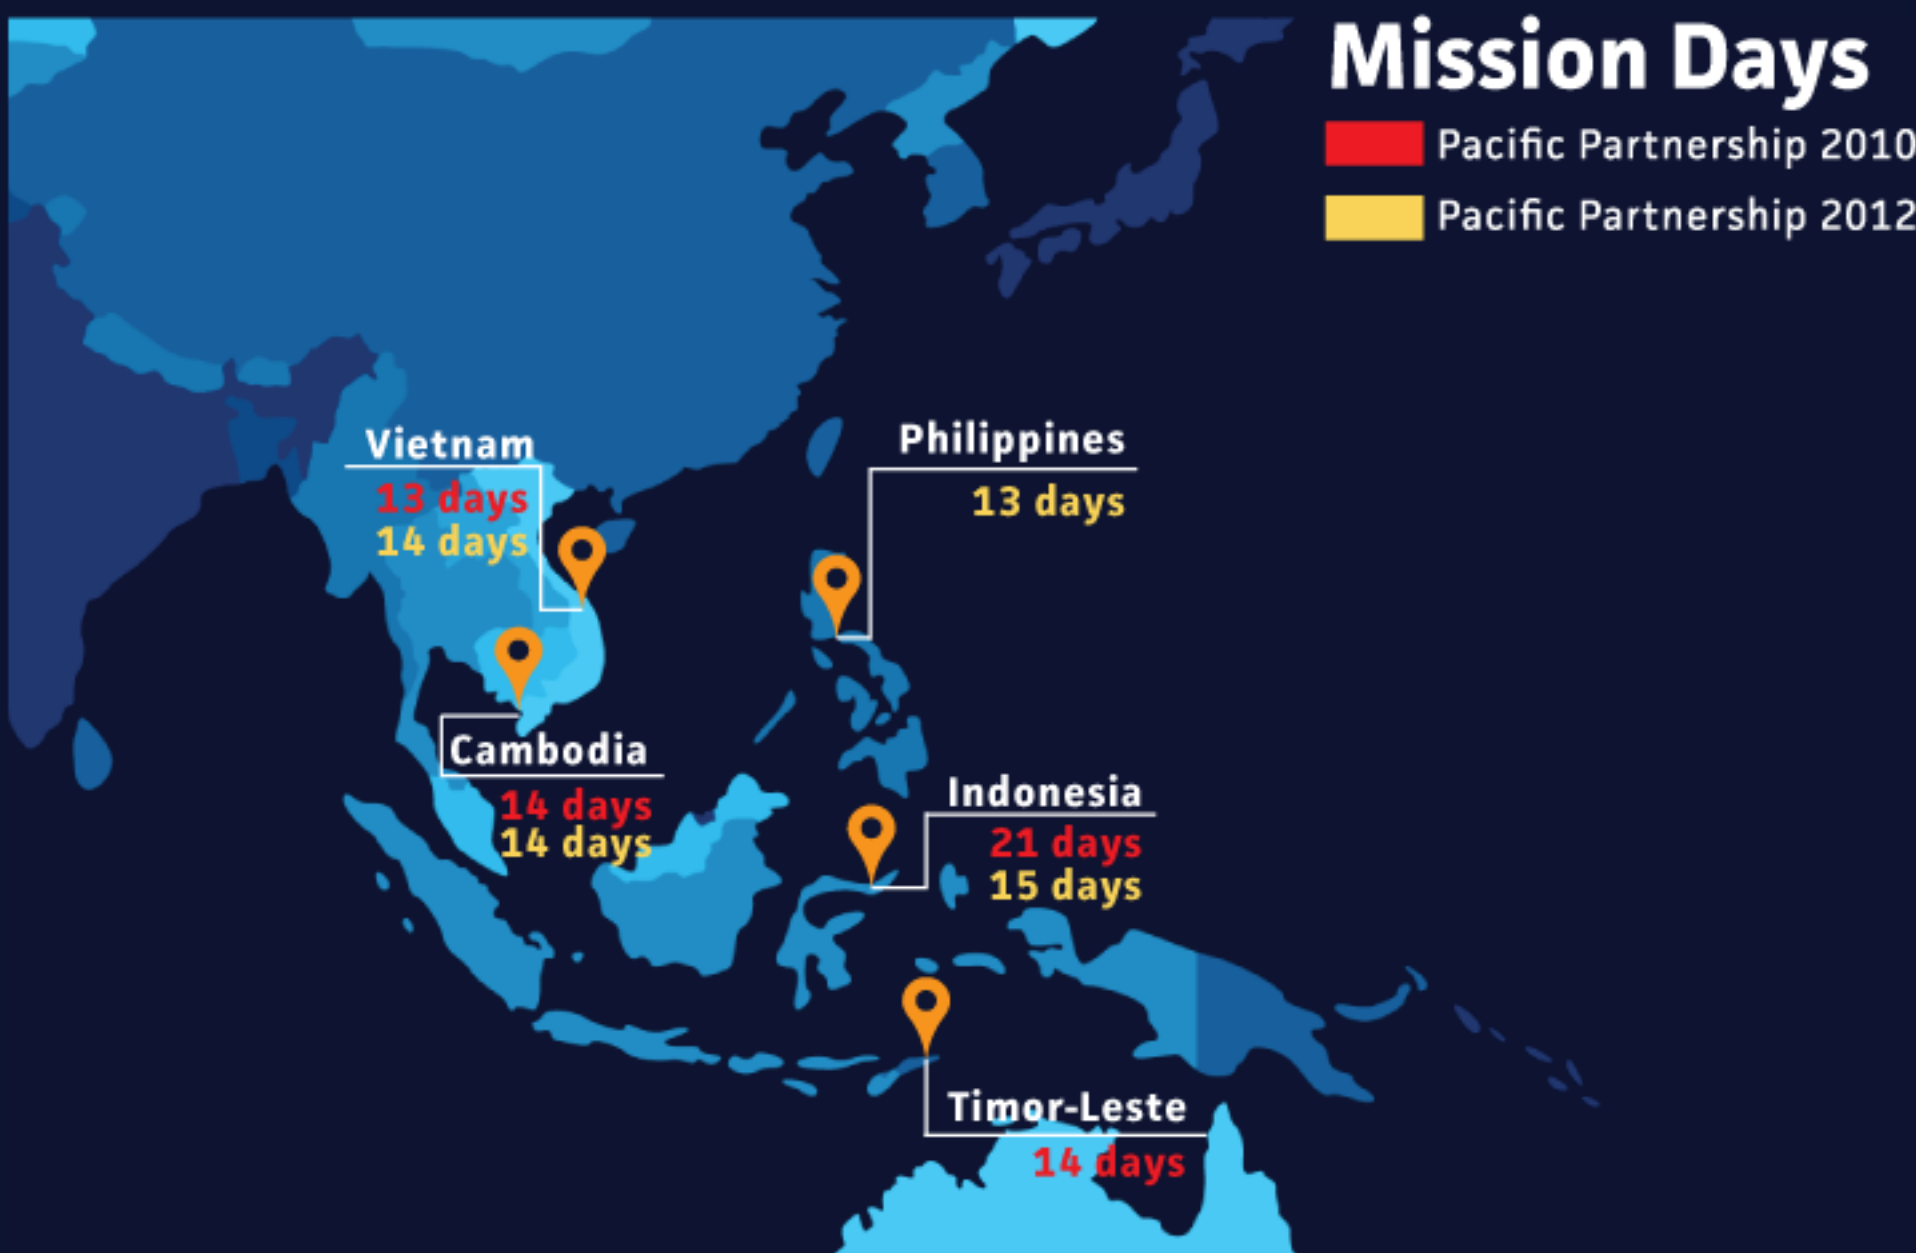 Mission Days
Pacific Partnership 2010
Pacific Partnership 2012
Vietnam
13 days
14 days
Philippines
13 days
Cambodia
14 days
14 days
Indonesia
21 days
15 days
Timor-Leste
14 days